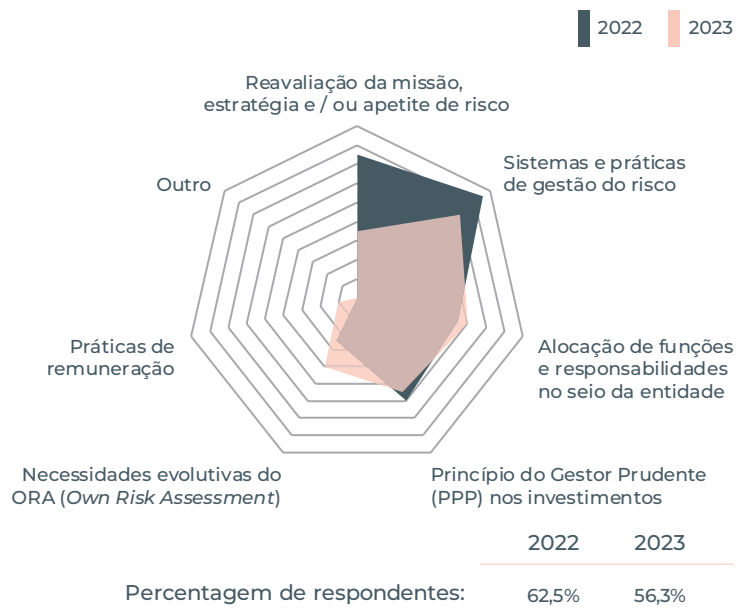 2022 2023
Reavaliação da missão,
estratégia e / ou apetite de risco
Outro
Sistemas e práticas
de gestão do risco
Práticas de
remuneração
Alocação de funções
e responsabilidades
no seio da entidade
Necessidades evolutivas do
ORA (Own Risk Assessment)
Princípio do Gestor Prudente
(PPP) nos investimentos
2022 2023
Percentagem de respondentes: 62,5% 56,3%